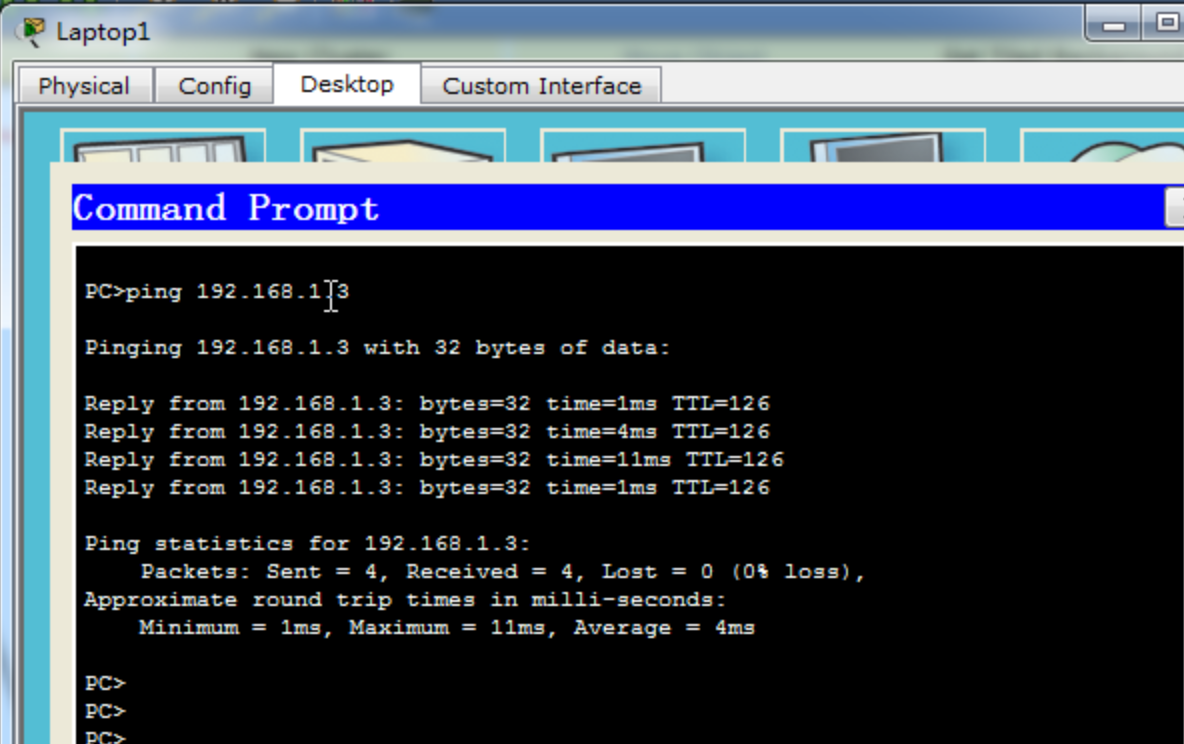 Laptop1
Physical Config Desktop Custom Interface
Command Prompt
PC>ping 192.168.1.3
Pinging 192.168.1.3 with 32 bytes of data:
Reply from 192.168.1.3: bytes=32 time=1ms TTL=126
Reply from 192.168.1.3: bytes=32 time=4ms TTL=126
Reply from 192.168.1.3: bytes=32 time=11ms TTL=126
Reply from 192.168.1.3: bytes=32 time=1ms TTL=126
Ping statistics for 192.168.1.3:
Packets: Sent = 4, Received = 4, Lost = 0 (0% loss),
Approximate round trip times in milli-seconds:
Minimum = 1ms, Maximum = 11ms, Average = 4ms
PC>
PC>
PC>